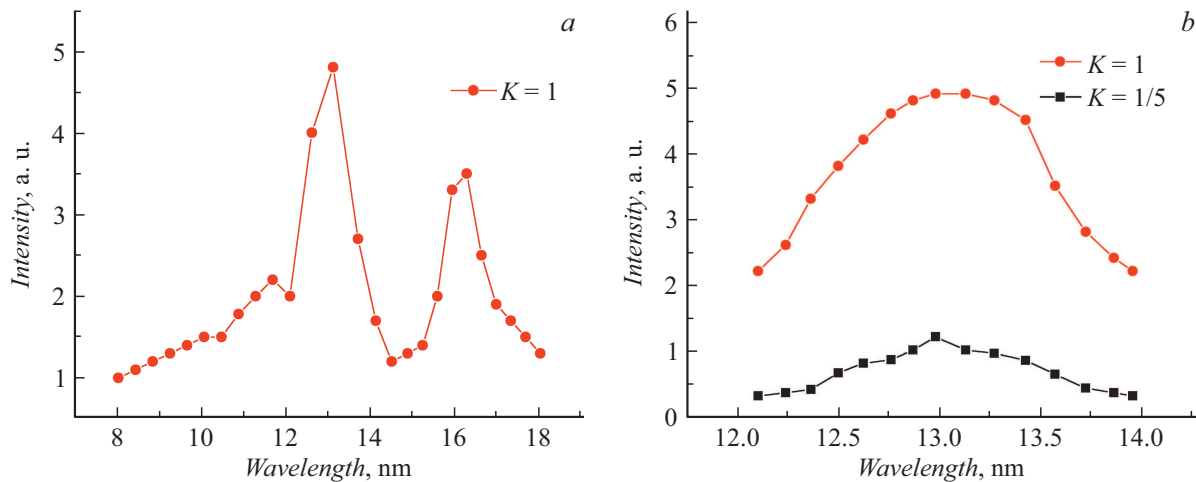 a
5
4
3
2
1
Intensity, a. u.
K = 1
8 10 12 14 16 18
Wavelength, nm
b
6
5
4
3
2
1
0
Intensity, a. u.
K = 1
K = 1/5
12.0 12.5 13.0 13.5 14.0
Wavelength, nm